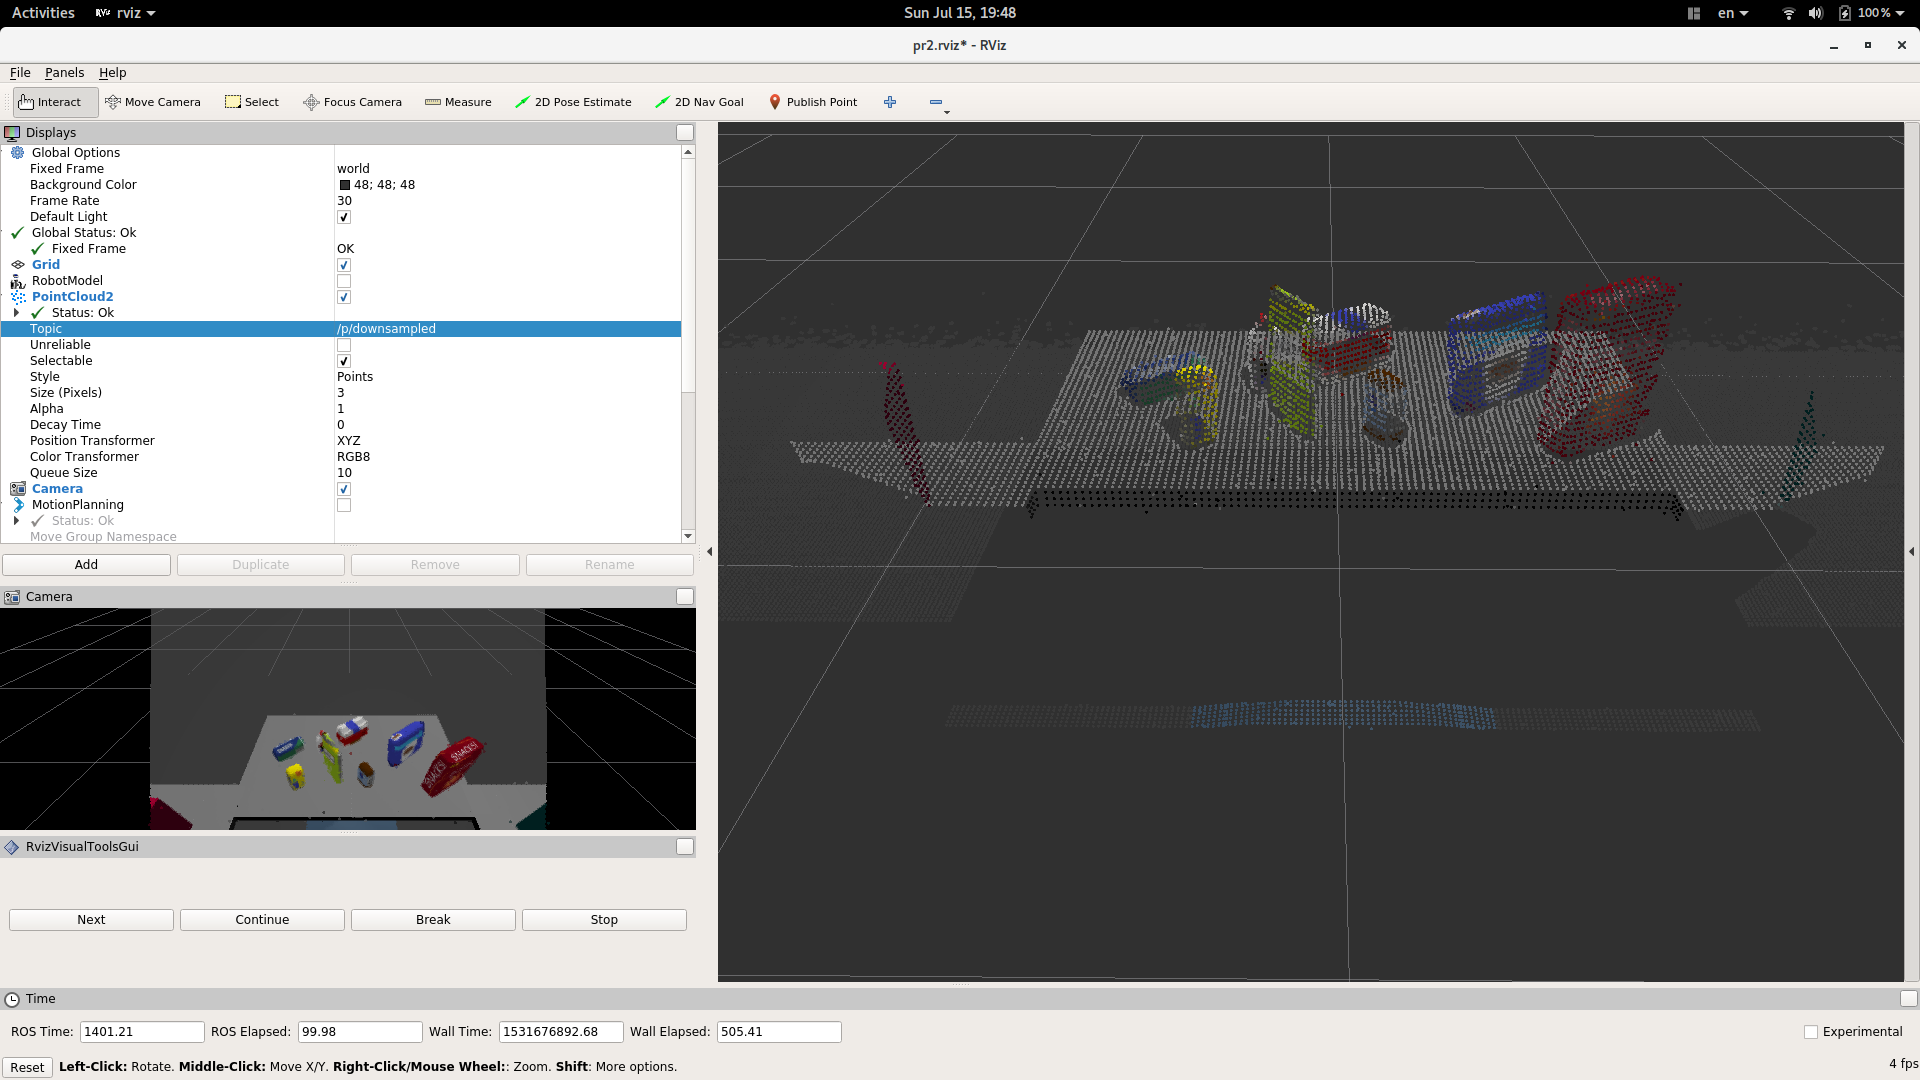 Activities rviz Sun Jul 15, 19:48 en 100%
pr2.rviz* - RViz
File Panels Help
Interact Move Camera Select Focus Camera Measure 2D Pose Estimate 2D Nav Goal Publish Point
Displays
Global Options
Fixed Frame world
Background Color 48; 48; 48
Frame Rate 30
Default Light
Global Status: Ok
Fixed Frame OK
Grid
RobotModel
PointCloud2
Status: Ok
Topic /p/downsampled
Unreliable
Selectable
Style Points
Size (Pixels) 3
Alpha 1
Decay Time 0
Position Transformer XYZ
Color Transformer RGB8
Queue Size 10
Camera
MotionPlanning
Status: Ok
Move Group Namespace
Add Duplicate Remove Rename
Camera
SNACKS!
SNACKS!
RvizVisualToolsGui
Next Continue Break Stop
Time
ROS Time: 1401.21 ROS Elapsed: 99.98 Wall Time: 1531676892.68 Wall Elapsed: 505.41 Experimental
Reset Left-Click: Rotate. Middle-Click: Move X/Y. Right-Click/Mouse Wheel:: Zoom. Shift: More options. 4 fps